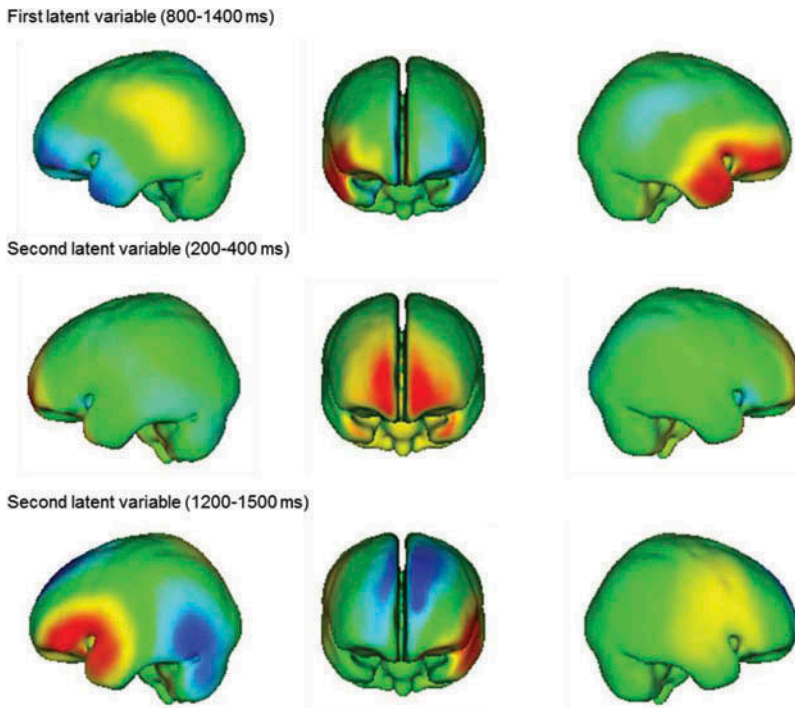 First latent variable (800-1400 ms)
Second latent variable (200-400 ms)
Second latent variable (1200-1500 ms)